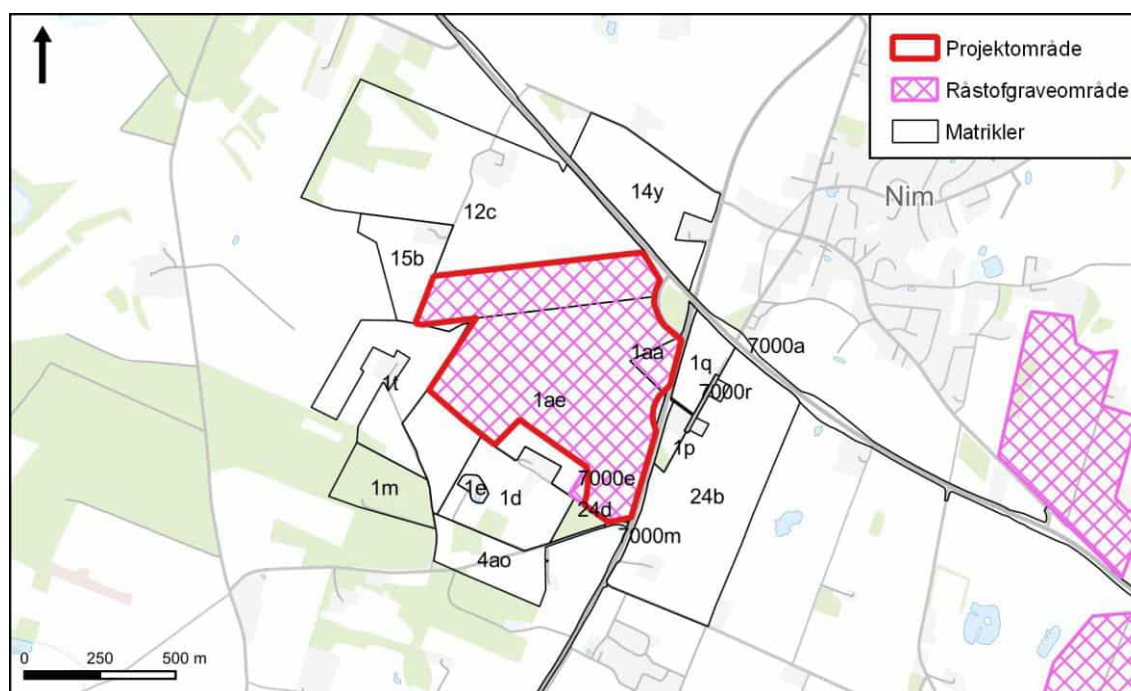 Projektområde
Råstofgraveområde
Matrikler
14y
Nim
12c
15b
7000a
1aa
1q
1t
7000r
1ae
1p
7000e
1m
1e
1d
24b
24d
7000m
4ao
0 250 500 m